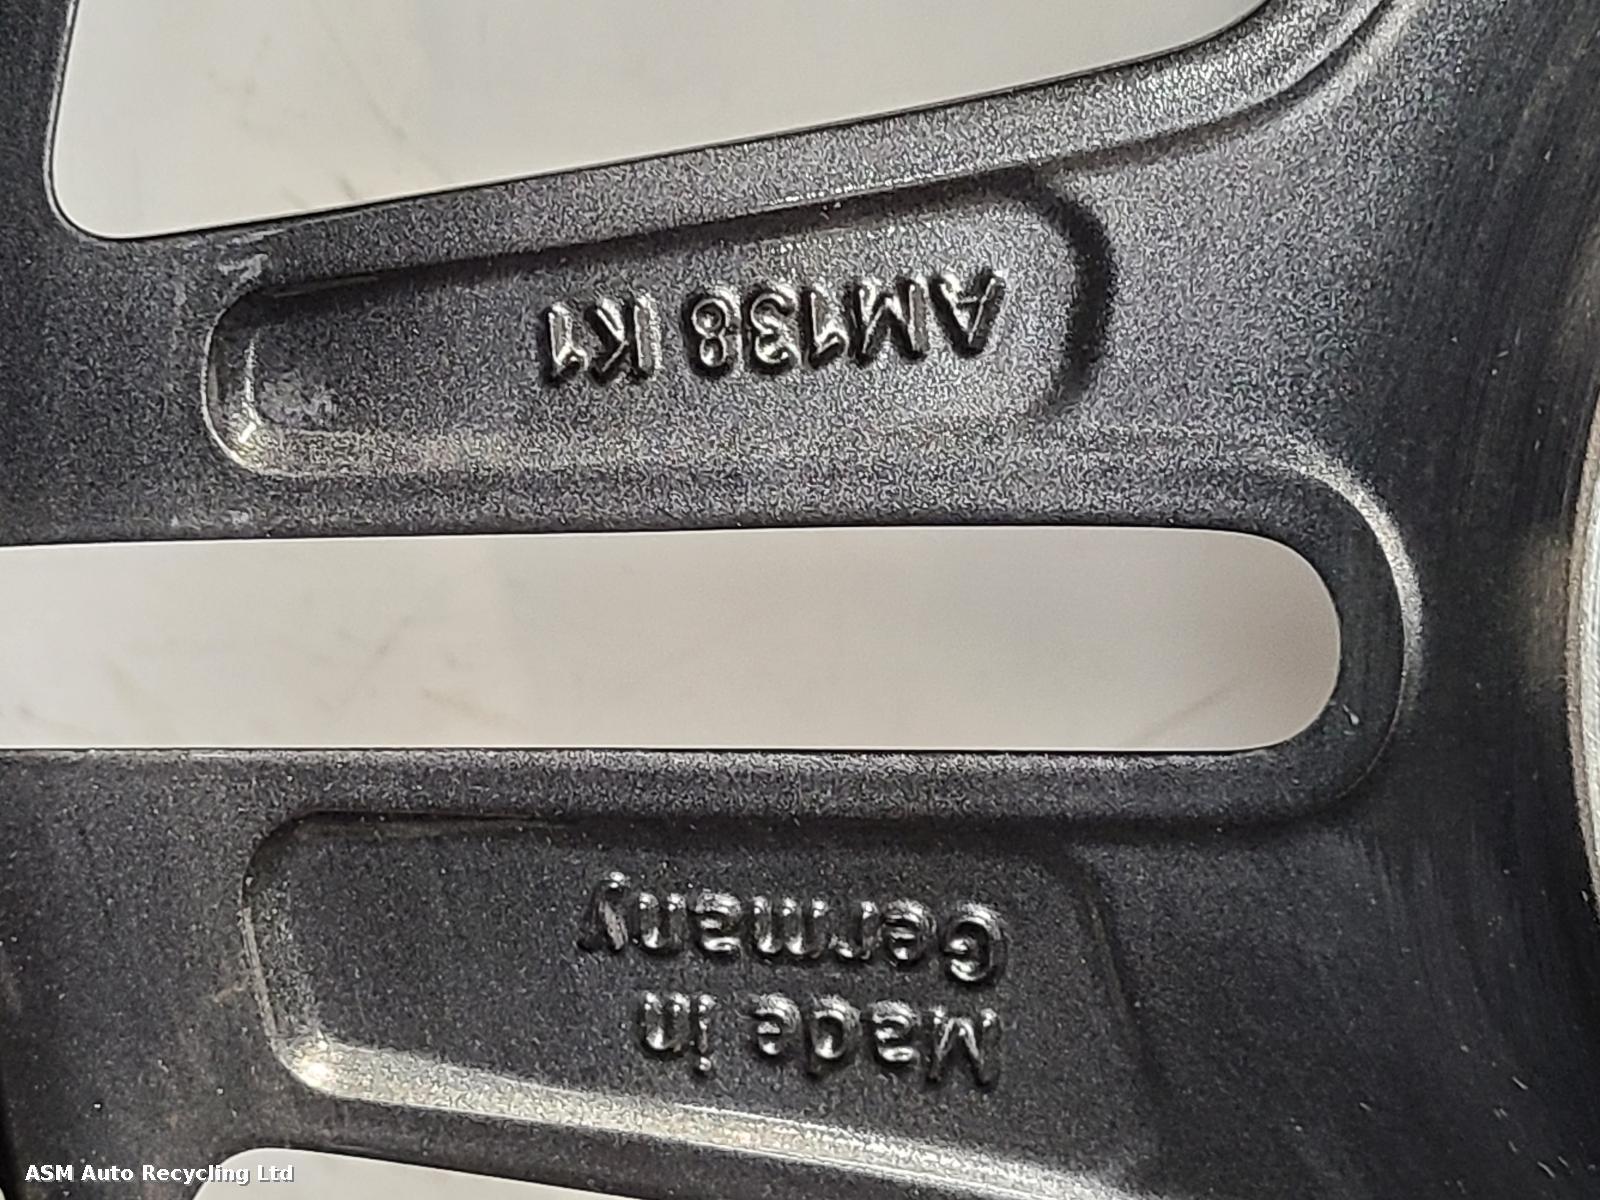 AM138 K1
Made in
Germany
ASM Auto Recycling Ltd